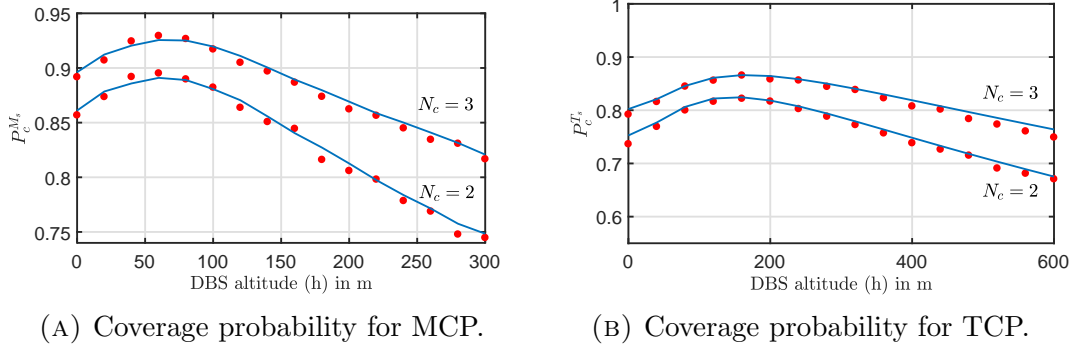 0.95
0.9
0.85
0.8
0.75
P_c^{M_s}
N_c = 3
N_c = 2
0 50 100 150 200 250 300
DBS altitude (h) in m
(A) Coverage probability for MCP.
1
0.9
0.8
0.7
0.6
P_c^{T_s}
N_c = 3
N_c = 2
0 200 400 600
DBS altitude (h) in m
(B) Coverage probability for TCP.